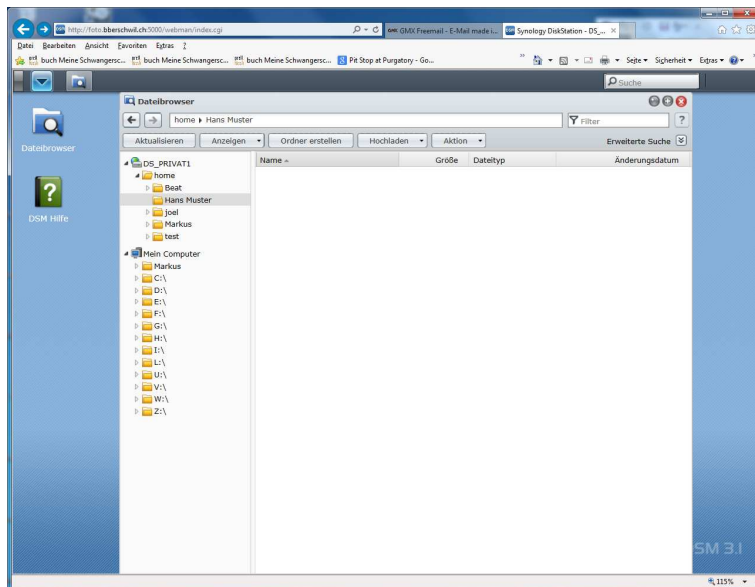 http://foto.bberschwil.ch:5000/webman/index.cgi
GMX Freemail - E-Mail made i...
Synology DiskStation - DS_...
Datei Bearbeiten Ansicht Favoriten Extras ?
buch Meine Schwangersc... buch Meine Schwangersc... buch Meine Schwangersc... Pit Stop at Purgatory - Go...
Seite Sicherheit Extras
Suche
Dateibrowser
DSM Hilfe
Dateibrowser
home Hans Muster
Filter
?
Aktualisieren Anzeigen Ordner erstellen Hochladen Aktion
Erweiterte Suche
Name Größe Dateityp Änderungsdatum
DS_PRIVAT1
home
Beat
Hans Muster
joel
Markus
test
Mein Computer
Markus
C:\
D:\
E:\
F:\
G:\
H:\
I:\
L:\
U:\
V:\
W:\
Z:\
SM 3.1
115%